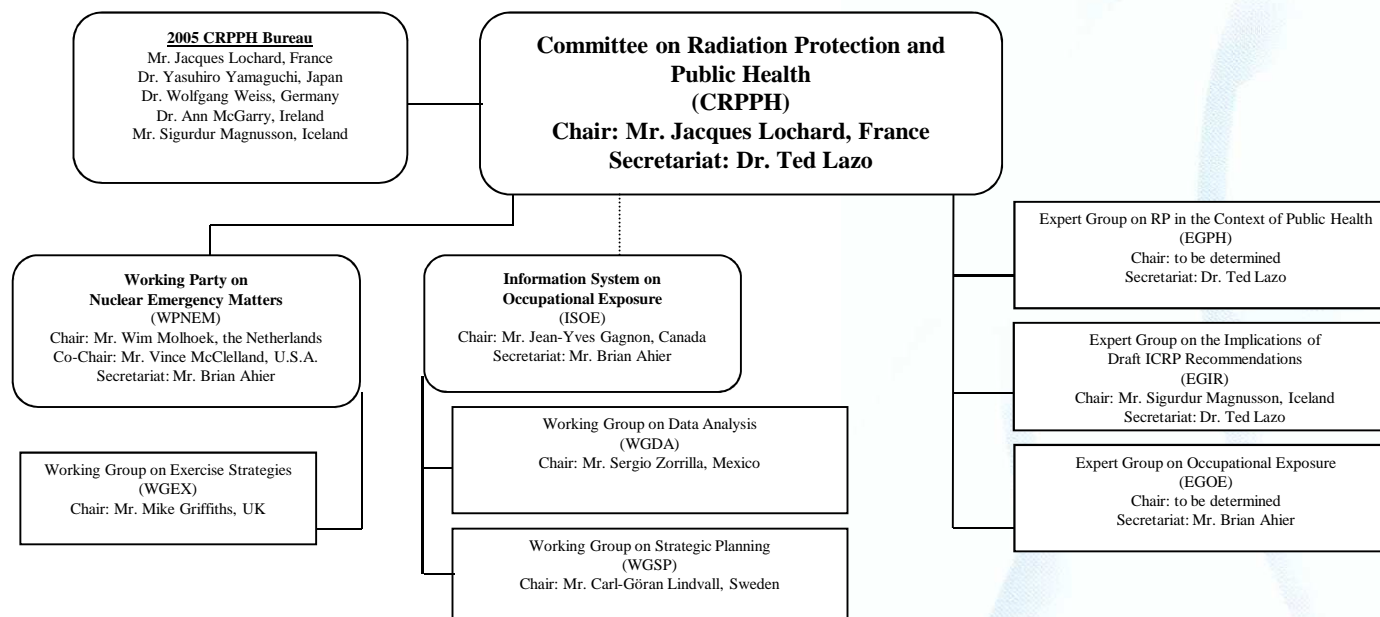 2005 CRPPH Bureau
Mr. Jacques Lochard, France
Dr. Yasuhiro Yamaguchi, Japan
Dr. Wolfgang Weiss, Germany
Dr. Ann McGarry, Ireland
Mr. Sigurdur Magnusson, Iceland
Committee on Radiation Protection and
Public Health
(CRPPH)
Chair: Mr. Jacques Lochard, France
Secretariat: Dr. Ted Lazo
Working Party on
Nuclear Emergency Matters
(WPNEM)
Chair: Mr. Wim Molhoek, the Netherlands
Co-Chair: Mr. Vince McClelland, U.S.A.
Secretariat: Mr. Brian Ahier
Working Group on Exercise Strategies
(WGEX)
Chair: Mr. Mike Griffiths, UK
Information System on
Occupational Exposure
(ISOE)
Chair: Mr. Jean-Yves Gagnon, Canada
Secretariat: Mr. Brian Ahier
Working Group on Data Analysis
(WGDA)
Chair: Mr. Sergio Zorrilla, Mexico
Working Group on Strategic Planning
(WGSP)
Chair: Mr. Carl-Göran Lindvall, Sweden
Expert Group on RP in the Context of Public Health
(EGPH)
Chair: to be determined
Secretariat: Dr. Ted Lazo
Expert Group on the Implications of
Draft ICRP Recommendations
(EGIR)
Chair: Mr. Sigurdur Magnusson, Iceland
Secretariat: Dr. Ted Lazo
Expert Group on Occupational Exposure
(EGOE)
Chair: to be determined
Secretariat: Mr. Brian Ahier